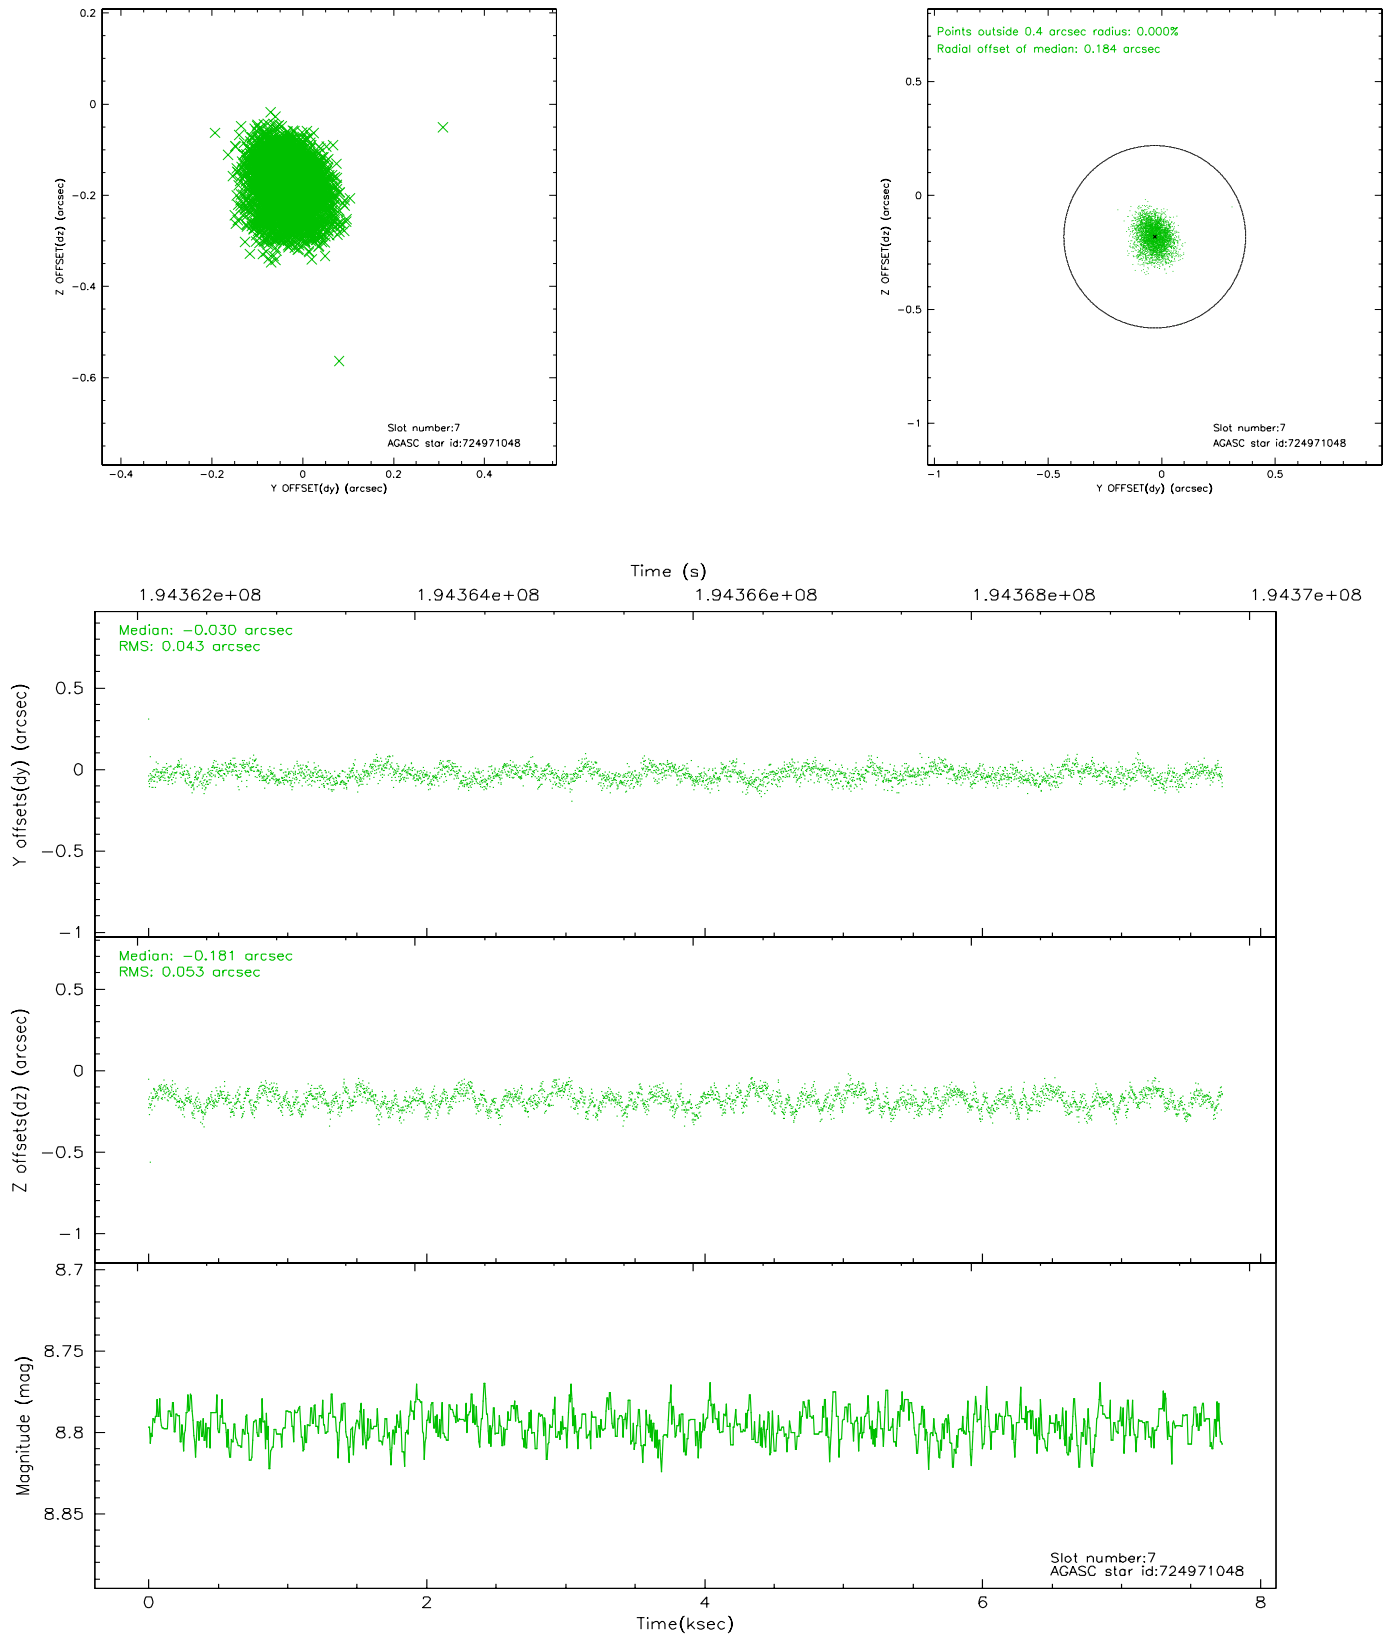 0.2
0
−0.2
−0.4
−0.6
−0.4
−0.2
0
0.2
0.4
Z OFFSET(dz) (arcsec)
Y OFFSET(dy) (arcsec)
Slot number:7
AGASC star id:724971048
Points outside 0.4 arcsec radius: 0.000%
Radial offset of median: 0.184 arcsec
0.5
0
−0.5
−1
−1
−0.5
0
0.5
Z OFFSET(dz) (arcsec)
Y OFFSET(dy) (arcsec)
Slot number:7
AGASC star id:724971048
Time (s)
1.94362e+08
1.94364e+08
1.94366e+08
1.94368e+08
1.9437e+08
Median: −0.030 arcsec
RMS: 0.043 arcsec
0.5
0
−0.5
−1
Y offsets(dy) (arcsec)
Median: −0.181 arcsec
RMS: 0.053 arcsec
0.5
0
−0.5
−1
Z offsets(dz) (arcsec)
8.7
8.75
8.8
8.85
Magnitude (mag)
Slot number:7
AGASC star id:724971048
0
2
4
6
8
Time(ksec)